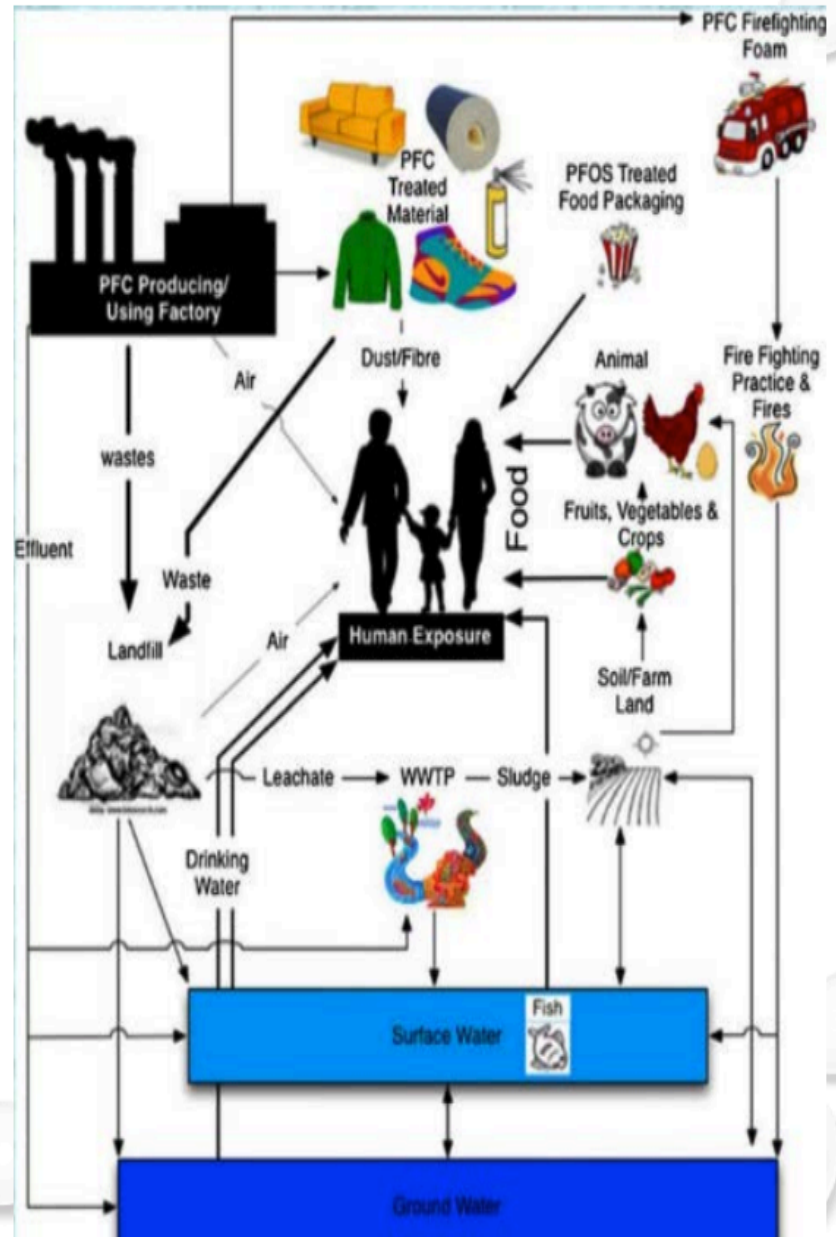 PFC Firefighting
Foam
PFC
Treated
Material
PFOS Treated
Food Packaging
PFC Producing/
Using Factory
Air
Dust/Fibre
Animal
Fire Fighting
Practice &
Fires
wastes
Food
Fruits, Vegetables &
Crops
Effluent
Waste
Landfill
Air
Human Exposure
Soil/Farm
Land
Leachate
WWTP
Sludge
Drinking
Water
Fish
Surface Water
Ground Water